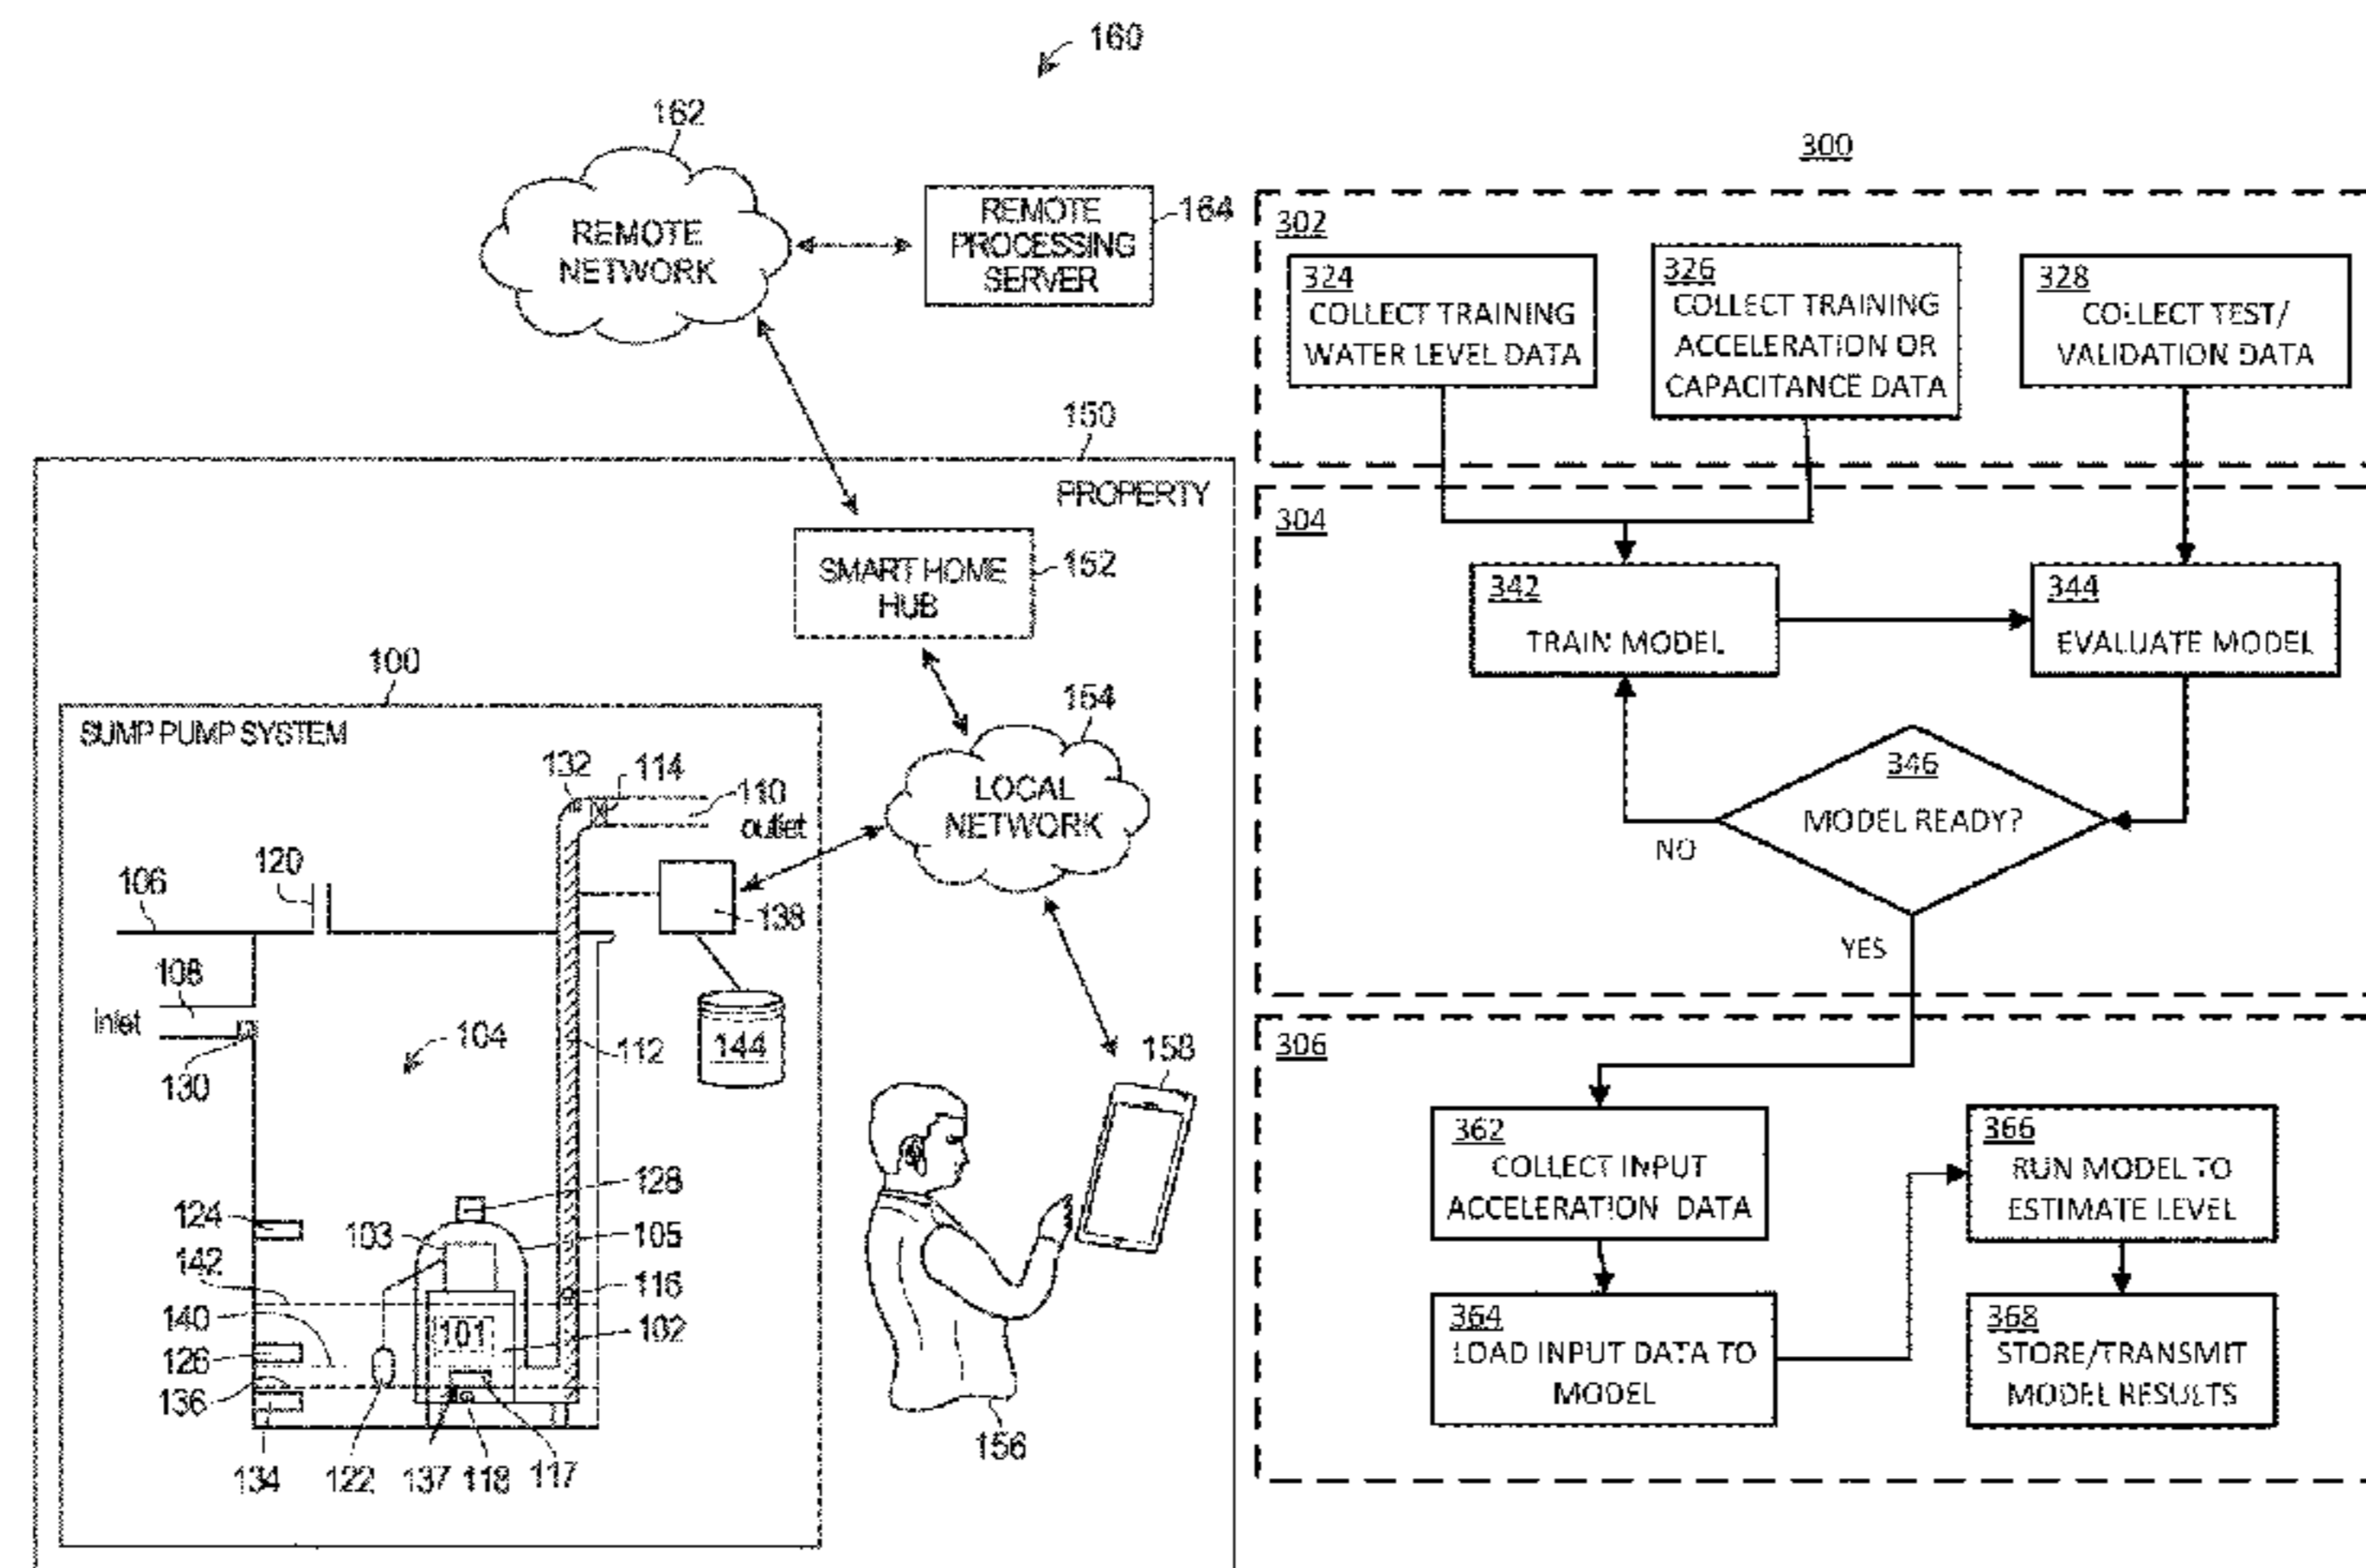 160
162
REMOTE
NETWORK
REMOTE
PROCESSING
SERVER
164
150
PROPERTY
SMART HOME
HUB
152
100
SUMP PUMP SYSTEM
154
LOCAL
NETWORK
132
114
110
outlet
120
106
138
108
inlet
104
112
144
130
158
128
124
103
105
142
116
140
101
102
126
136
134
122
137
118
117
156
300
302
324
COLLECT TRAINING
WATER LEVEL DATA
326
COLLECT TRAINING
ACCELERATION OR
CAPACITANCE DATA
328
COLLECT TEST/
VALIDATION DATA
304
342
TRAIN MODEL
344
EVALUATE MODEL
346
MODEL READY?
NO
YES
306
362
COLLECT INPUT
ACCELERATION DATA
366
RUN MODEL TO
ESTIMATE LEVEL
364
LOAD INPUT DATA TO
MODEL
368
STORE/TRANSMIT
MODEL RESULTS